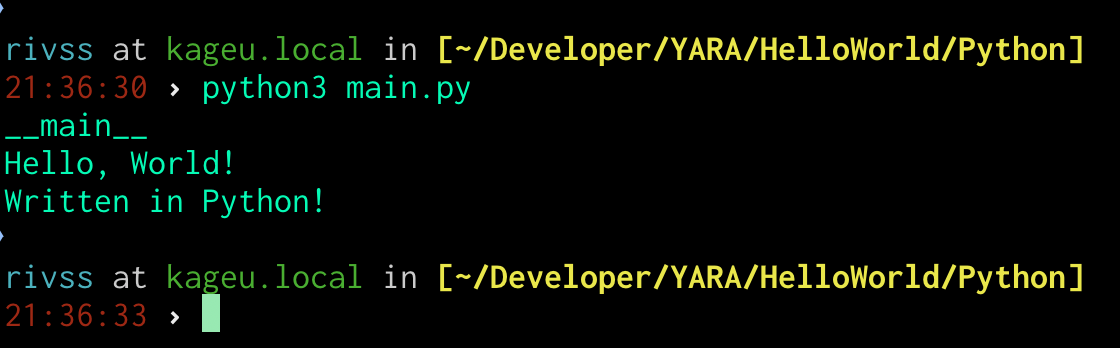 rivss at kageu.local in [~/Developer/YARA/HelloWorld/Python]
21:36:30 › python3 main.py
__main__
Hello, World!
Written in Python!
rivss at kageu.local in [~/Developer/YARA/HelloWorld/Python]
21:36:33 ›